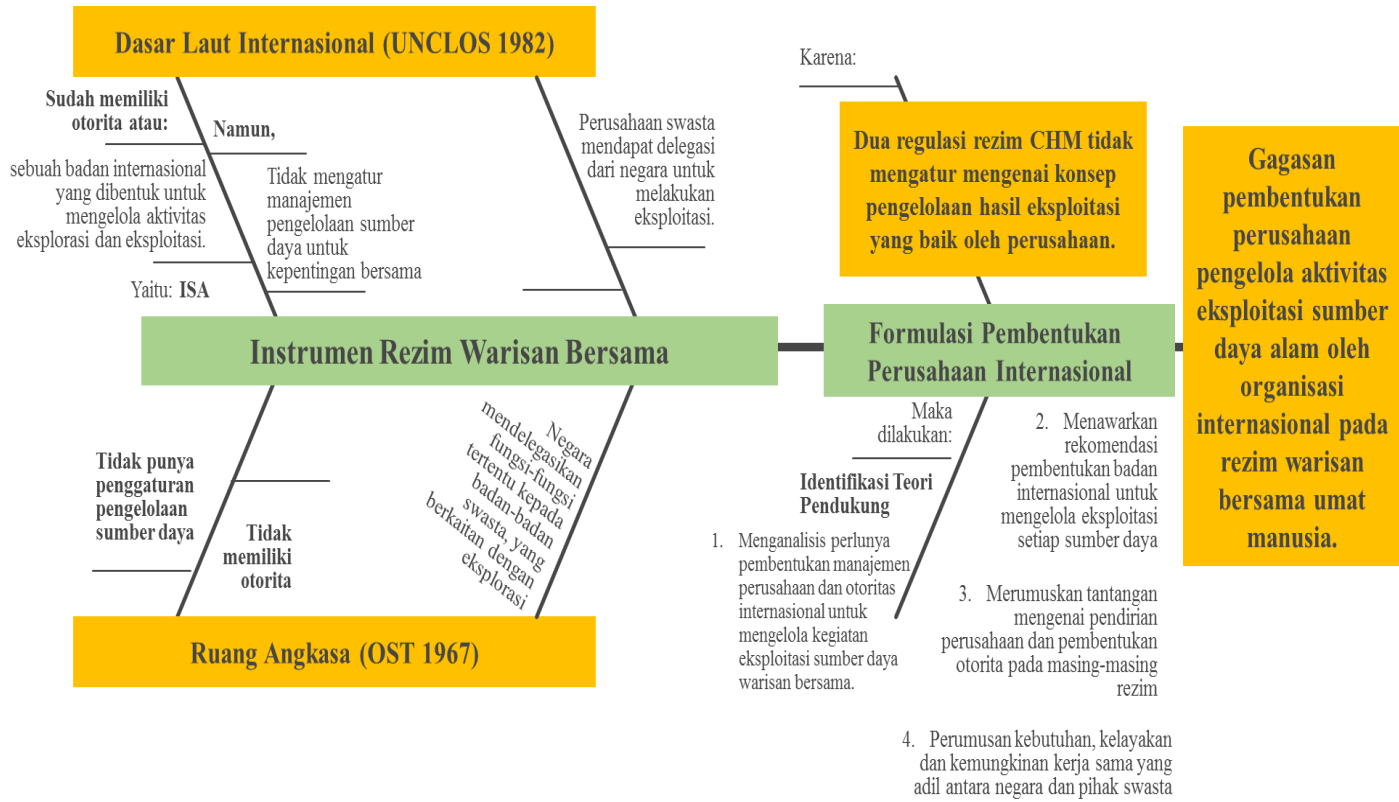 Dasar Laut Internasional (UNCLOS 1982)
Sudah memiliki
otorita atau:
sebuah badan internasional
yang dibentuk untuk
mengelola aktivitas
eksplorasi dan eksploitasi.
Yaitu: ISA
Namun,
Tidak mengatur
manajemen
pengelolaan sumber
daya untuk
kepentingan bersama
Perusahaan swasta
mendapat delegasi
dari negara untuk
melakukan
eksploitasi.
Instrumen Rezim Warisan Bersama
Tidak punya
penggaturan
pengelolaan
sumber daya
Tidak
memiliki
otorita
Negara
mendelegasikan
fungsi-fungsi
tertentu kepada
badan-badan
swasta, yang
berkaitan dengan
eksplorasi
Ruang Angkasa (OST 1967)
Karena:
Dua regulasi rezim CHM tidak
mengatur mengenai konsep
pengelolaan hasil eksploitasi
yang baik oleh perusahaan.
Formulasi Pembentukan
Perusahaan Internasional
Maka
dilakukan:
Identifikasi Teori
Pendukung
1. Menganalisis perlunya
pembentukan manajemen
perusahaan dan otoritas
internasional untuk
mengelola kegiatan
eksploitasi sumber daya
warisan bersama.
2. Menawarkan
rekomendasi
pembentukan badan
internasional untuk
mengelola eksploitasi
setiap sumber daya
3. Merumuskan tantangan
mengenai pendirian
perusahaan dan pembentukan
otorita pada masing-masing
rezim
4. Perumusan kebutuhan, kelayakan
dan kemungkinan kerja sama yang
adil antara negara dan pihak swasta
Gagasan
pembentukan
perusahaan
pengelola aktivitas
eksploitasi sumber
daya alam oleh
organisasi
internasional pada
rezim warisan
bersama umat
manusia.